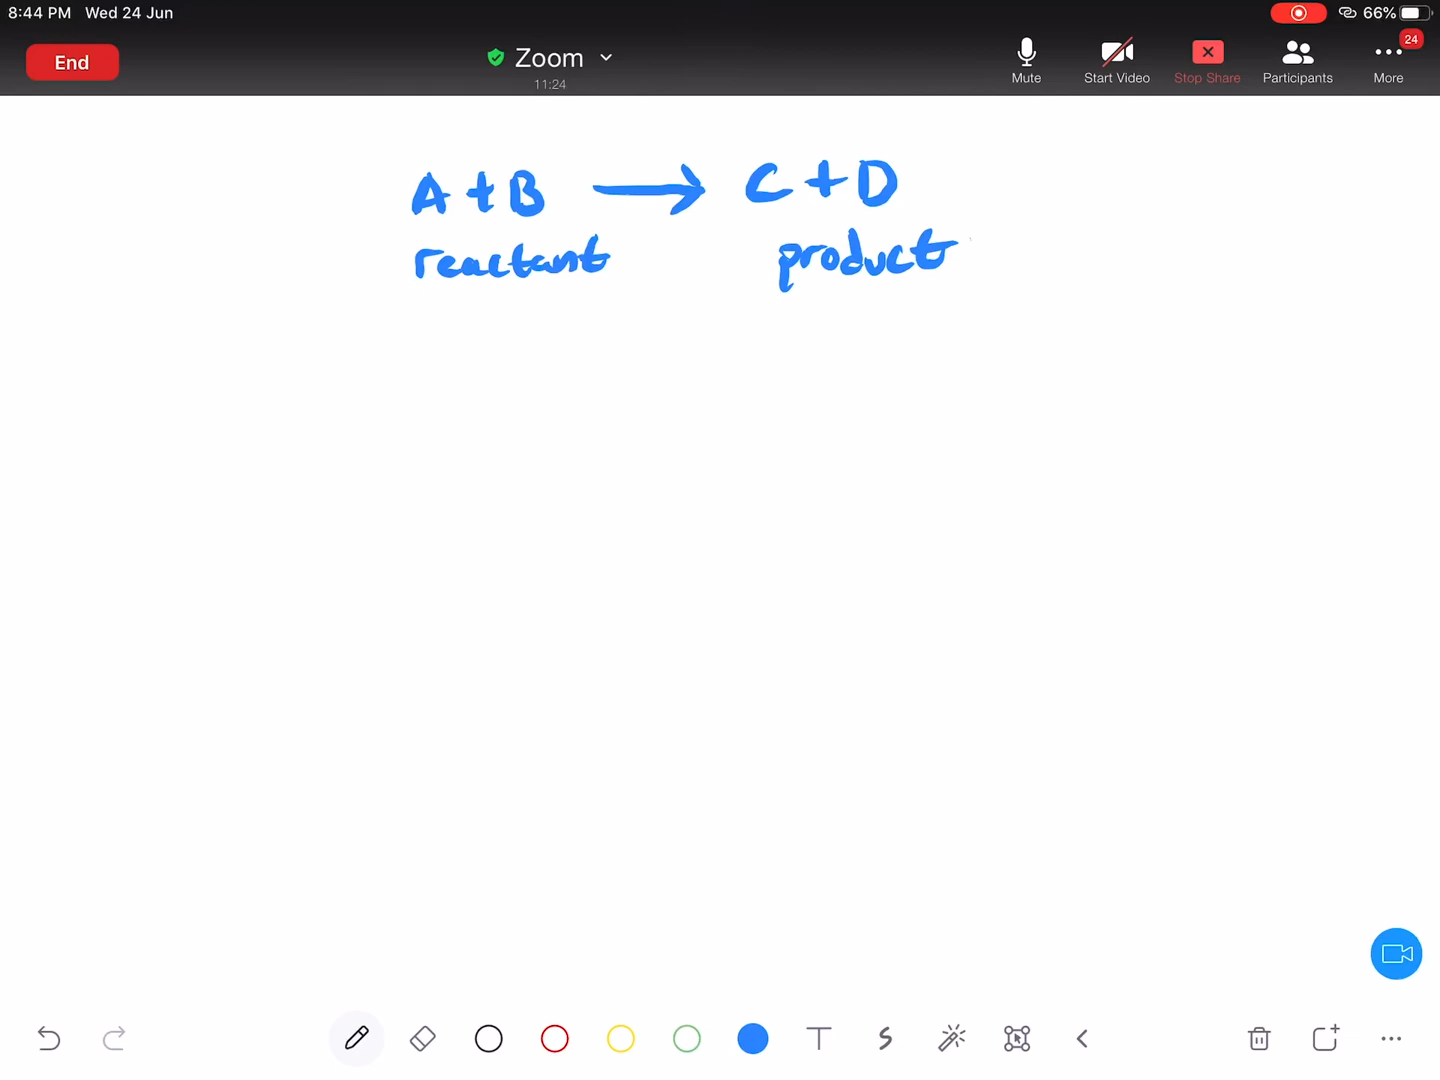 8:44 PM Wed 24 Jun
66%
End
Zoom
11:24
Mute
Start Video
Stop Share
Participants
More
24
A + B → C + D
reactant product
T